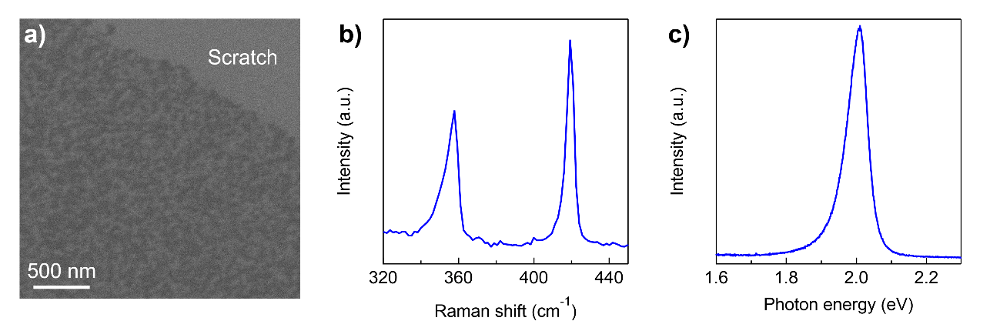 a)
Scratch
500 nm
b)
Intensity (a.u.)
320 360 400 440
Raman shift (cm⁻¹)
c)
Intensity (a.u.)
1.6 1.8 2.0 2.2
Photon energy (eV)